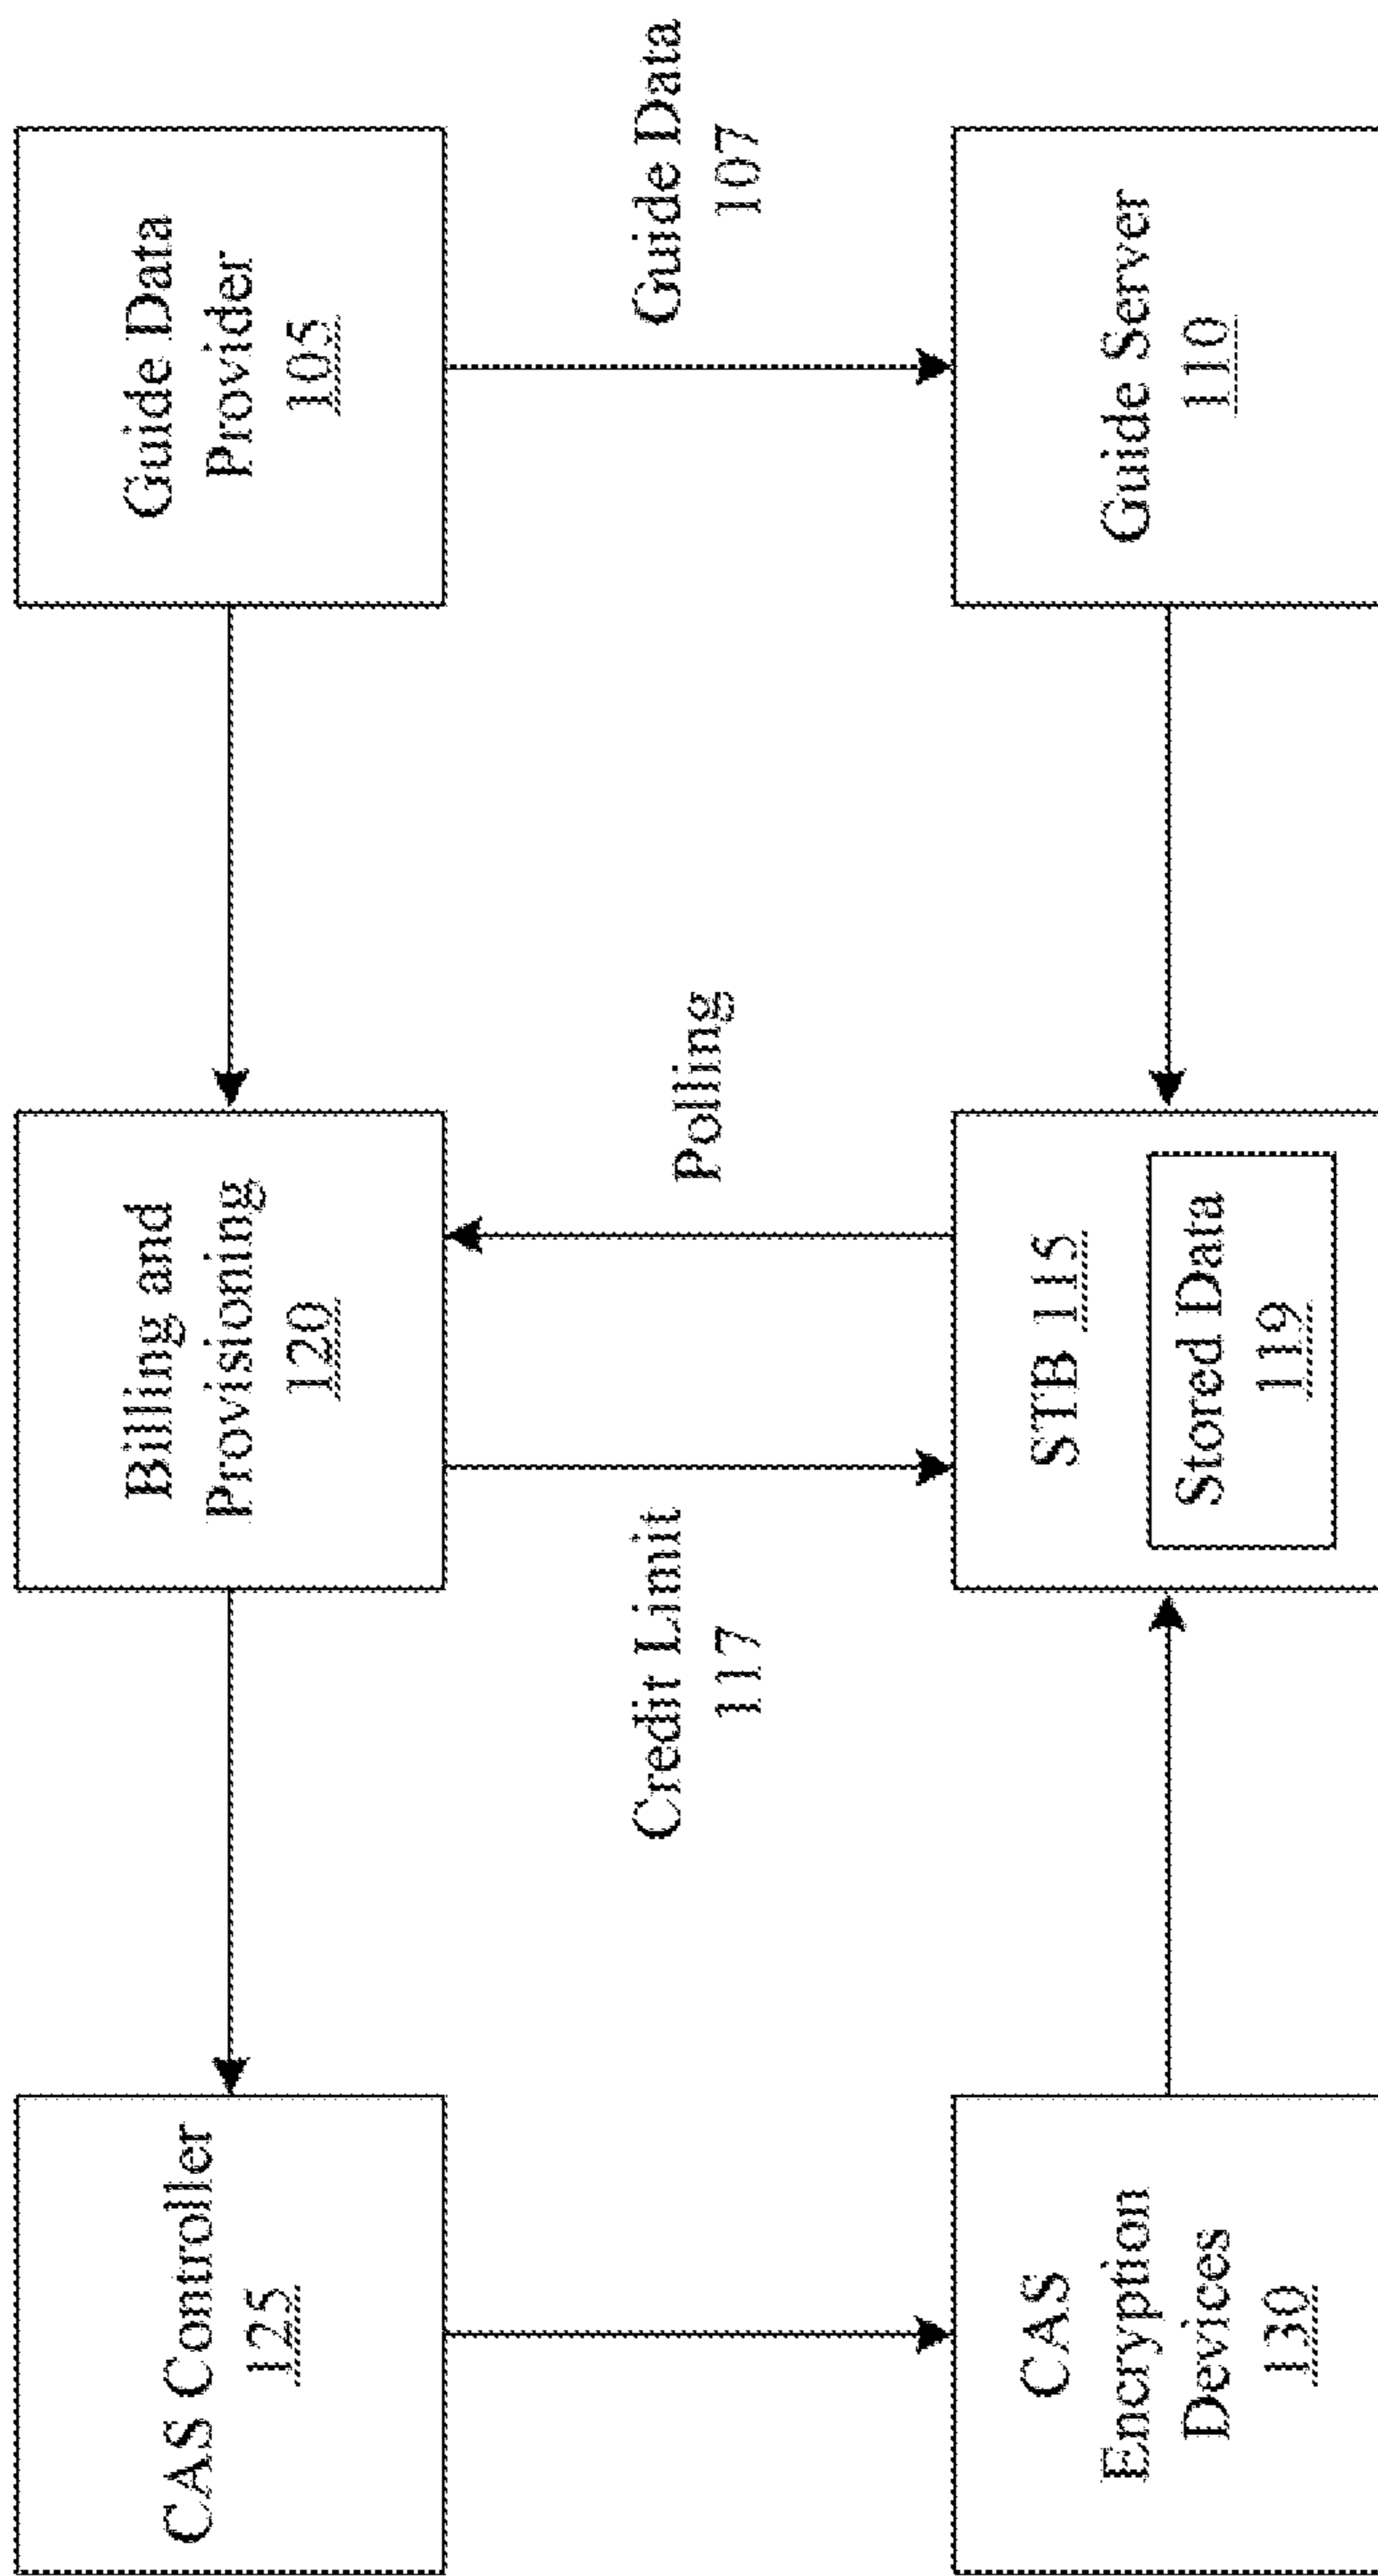 CAS Controller
125
Billing and
Provisioning
120
Guide Data
Provider
105
Credit Limit
117
Polling
Guide Data
107
CAS
Encryption
Devices
130
STB 115
Stored Data
119
Guide Server
110